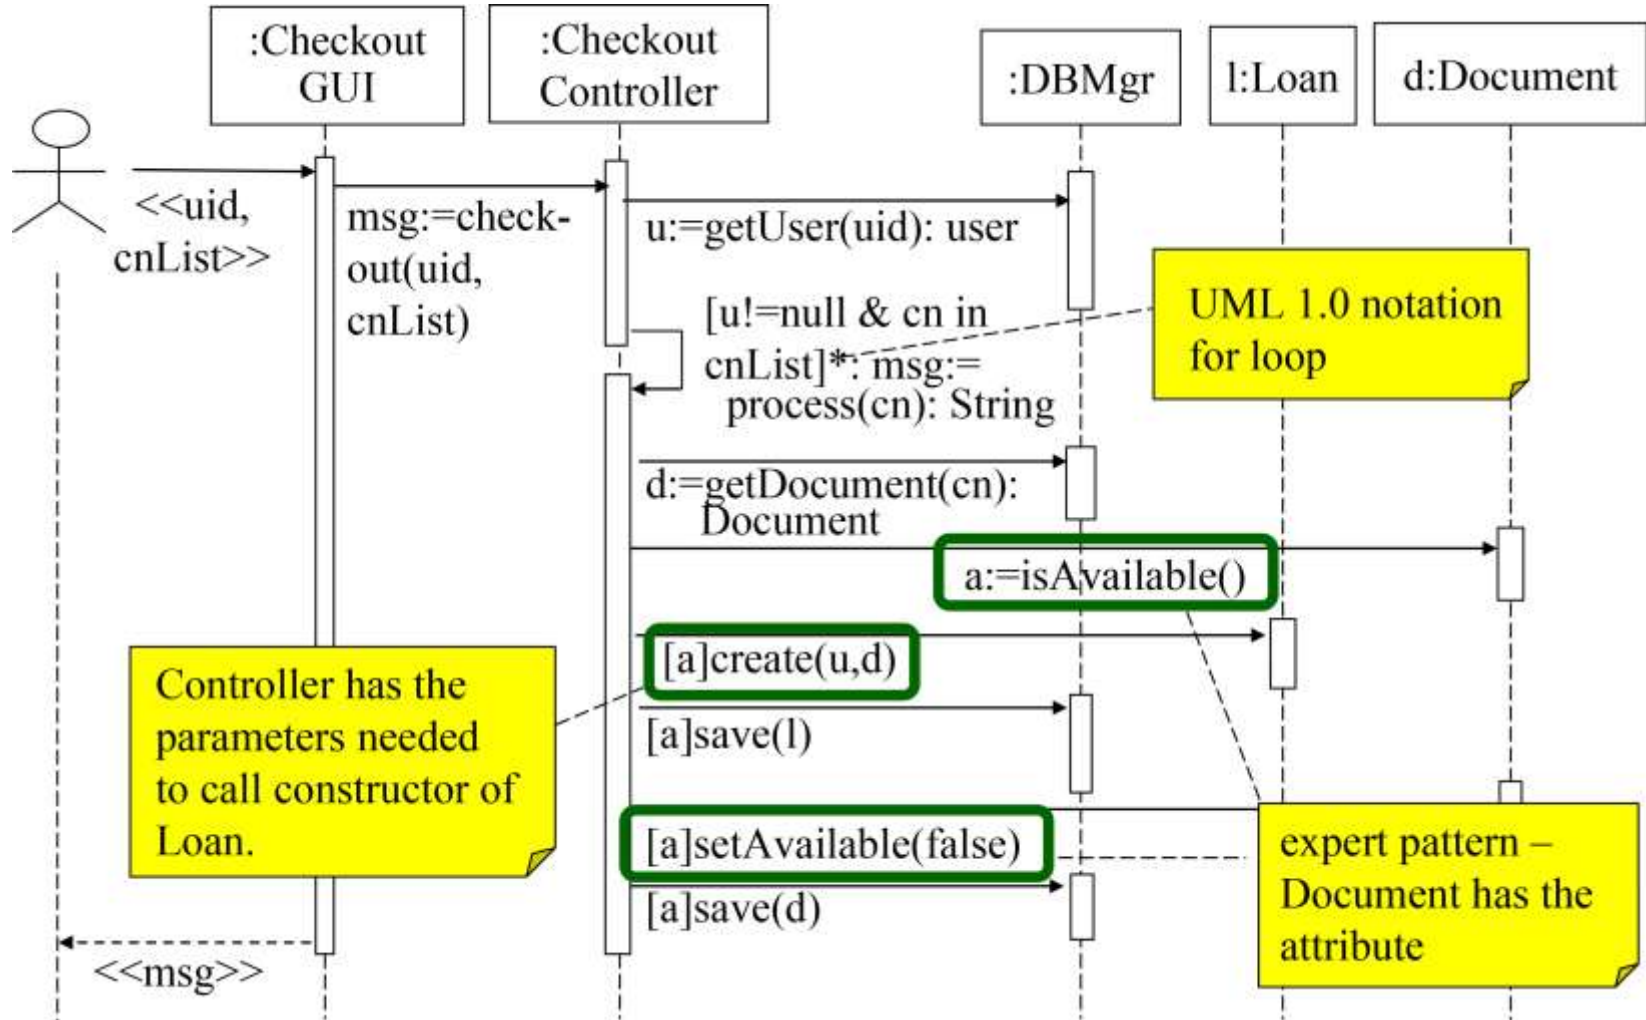 :Checkout
GUI
:Checkout
Controller
:DBMgr
l:Loan
d:Document
<<uid,
cnList>>
msg:=check-
out(uid,
cnList)
u:=getUser(uid): user
[u!=null & cn in
cnList]*: msg:=
process(cn): String
UML 1.0 notation
for loop
d:=getDocument(cn):
Document
a:=isAvailable()
[a]create(u,d)
Controller has the
parameters needed
to call constructor of
Loan.
[a]save(l)
[a]setAvailable(false)
[a]save(d)
expert pattern –
Document has the
attribute
<<msg>>